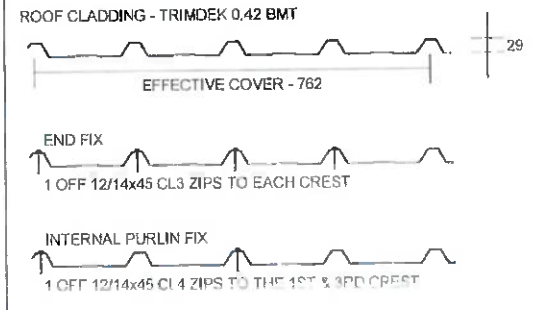 ROOF CLADDING - TRIMDEK 0.42 BMT
29
EFFECTIVE COVER - 762
END FIX
1 OFF 12/14x45 CL3 ZIPS TO EACH CREST
INTERNAL PURLIN FIX
1 OFF 12/14x45 CL4 ZIPS TO THE 1ST & 3RD CREST